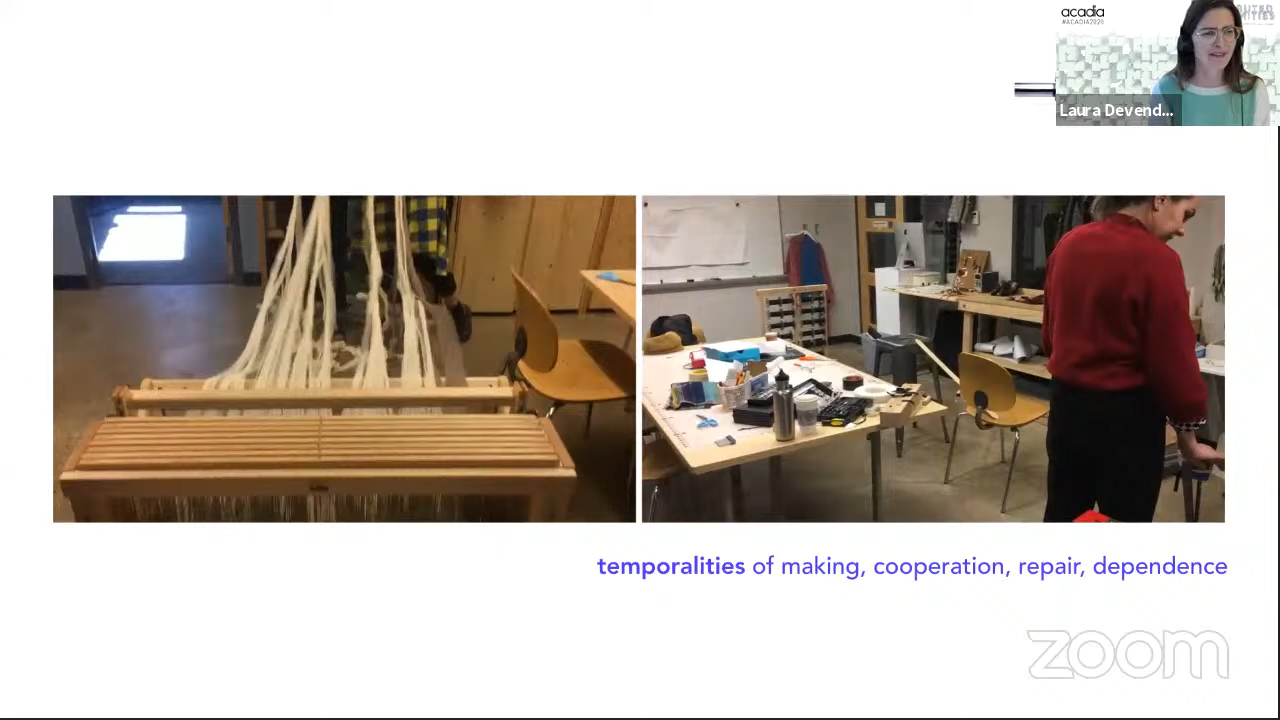 acadia
#ACADIA2020
Laura Devend...
temporalities of making, cooperation, repair, dependence
zoom